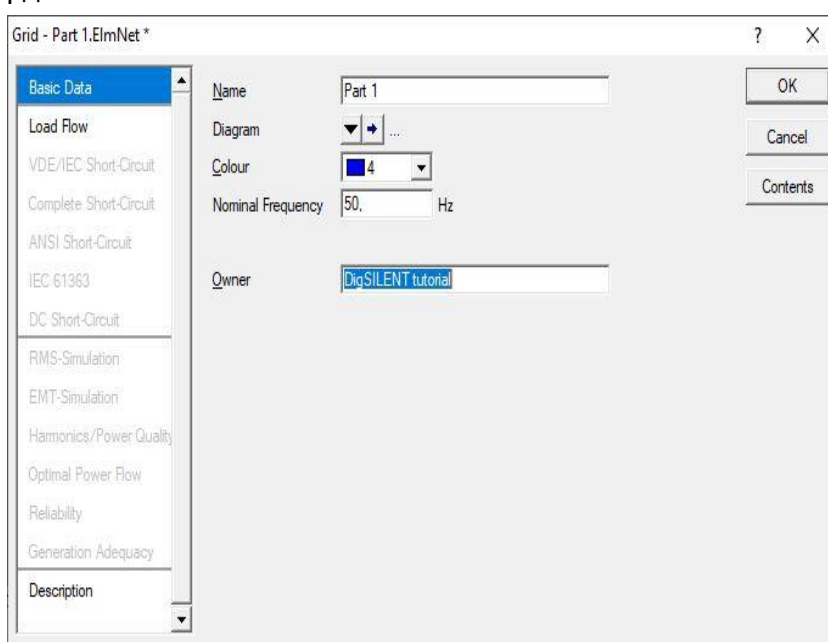 Grid - Part 1.ElmNet *
? X
Basic Data
Load Flow
VDE/IEC Short-Circuit
Complete Short-Circuit
ANSI Short-Circuit
IEC 61363
DC Short-Circuit
RMS-Simulation
EMT-Simulation
Harmonics/Power Quality
Optimal Power Flow
Reliability
Generation Adequacy
Description
Name Part 1
Diagram ...
Colour 4
Nominal Frequency 50, Hz
Owner DigSILENT tutorial
OK
Cancel
Contents